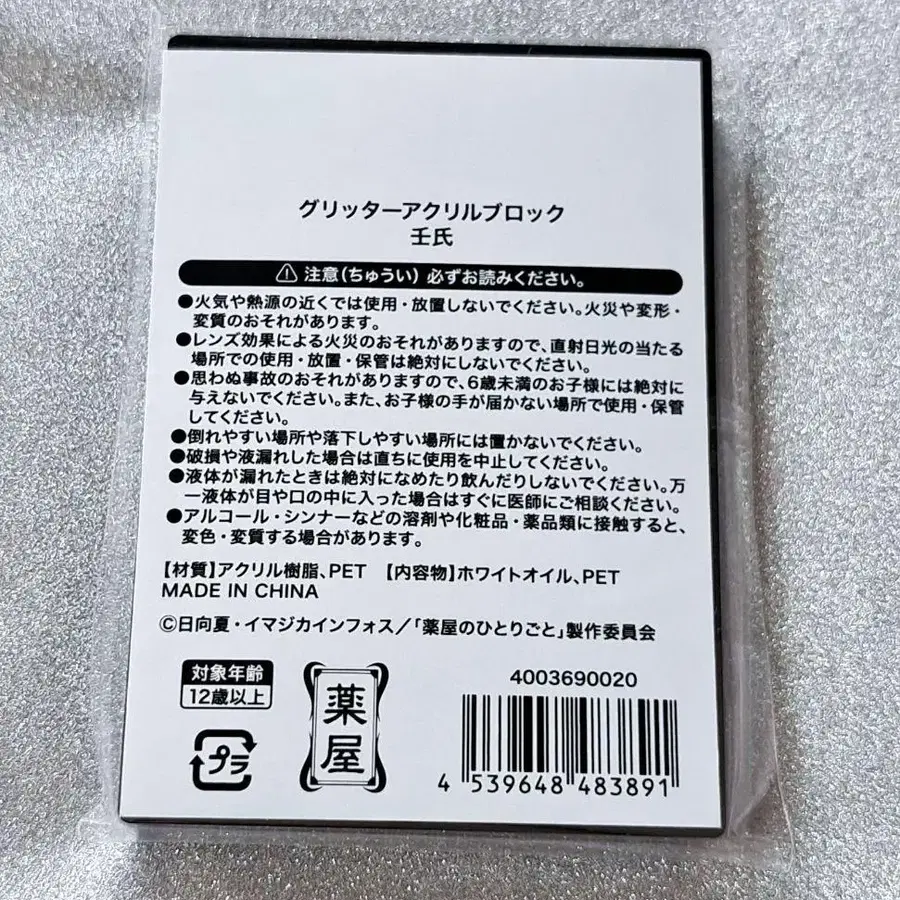 グリッターアクリルブロック
壬氏
⚠ 注意(ちゅうい) 必ずお読みください。
●火気や熱源の近くでは使用・放置しないでください。火災や変形・
変質のおそれがあります。
●レンズ効果による火災のおそれがありますので、直射日光の当たる
場所での使用・放置・保管は絶対にしないでください。
●思わぬ事故のおそれがありますので、6歳未満のお子様には絶対に
与えないでください。また、お子様の手が届かない場所で使用・保管
してください。
●倒れやすい場所や落下しやすい場所には置かないでください。
●破損や液漏れした場合は直ちに使用を中止してください。
●液体が漏れたときは絶対になめたり飲んだりしないでください。万
一液体が目や口の中に入った場合はすぐに医師にご相談ください。
●アルコール・シンナーなどの溶剤や化粧品・薬品類に接触すると、
変色・変質する場合があります。
【材質】アクリル樹脂、PET 【内容物】ホワイトオイル、PET
MADE IN CHINA
©日向夏・イマジカインフォス/「薬屋のひとりごと」製作委員会
対象年齢
12歳以上
プラ
薬屋
4003690020
4 539648 483891